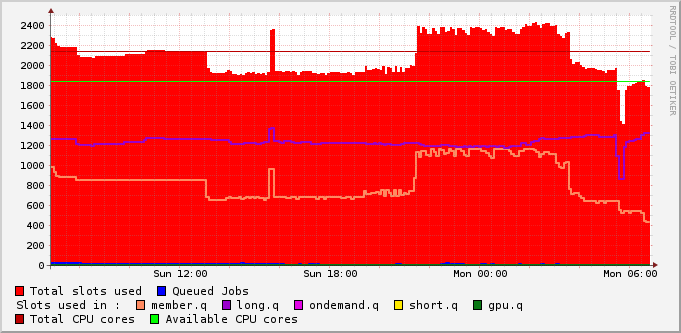 2400
2200
2000
1800
1600
1400
1200
1000
800
600
400
200
0
Sun 12:00 Sun 18:00 Mon 00:00 Mon 06:00
RRDTOOL / TOBI OETIKER
Total slots used Queued Jobs
Slots used in : member.q long.q ondemand.q short.q gpu.q
Total CPU cores Available CPU cores